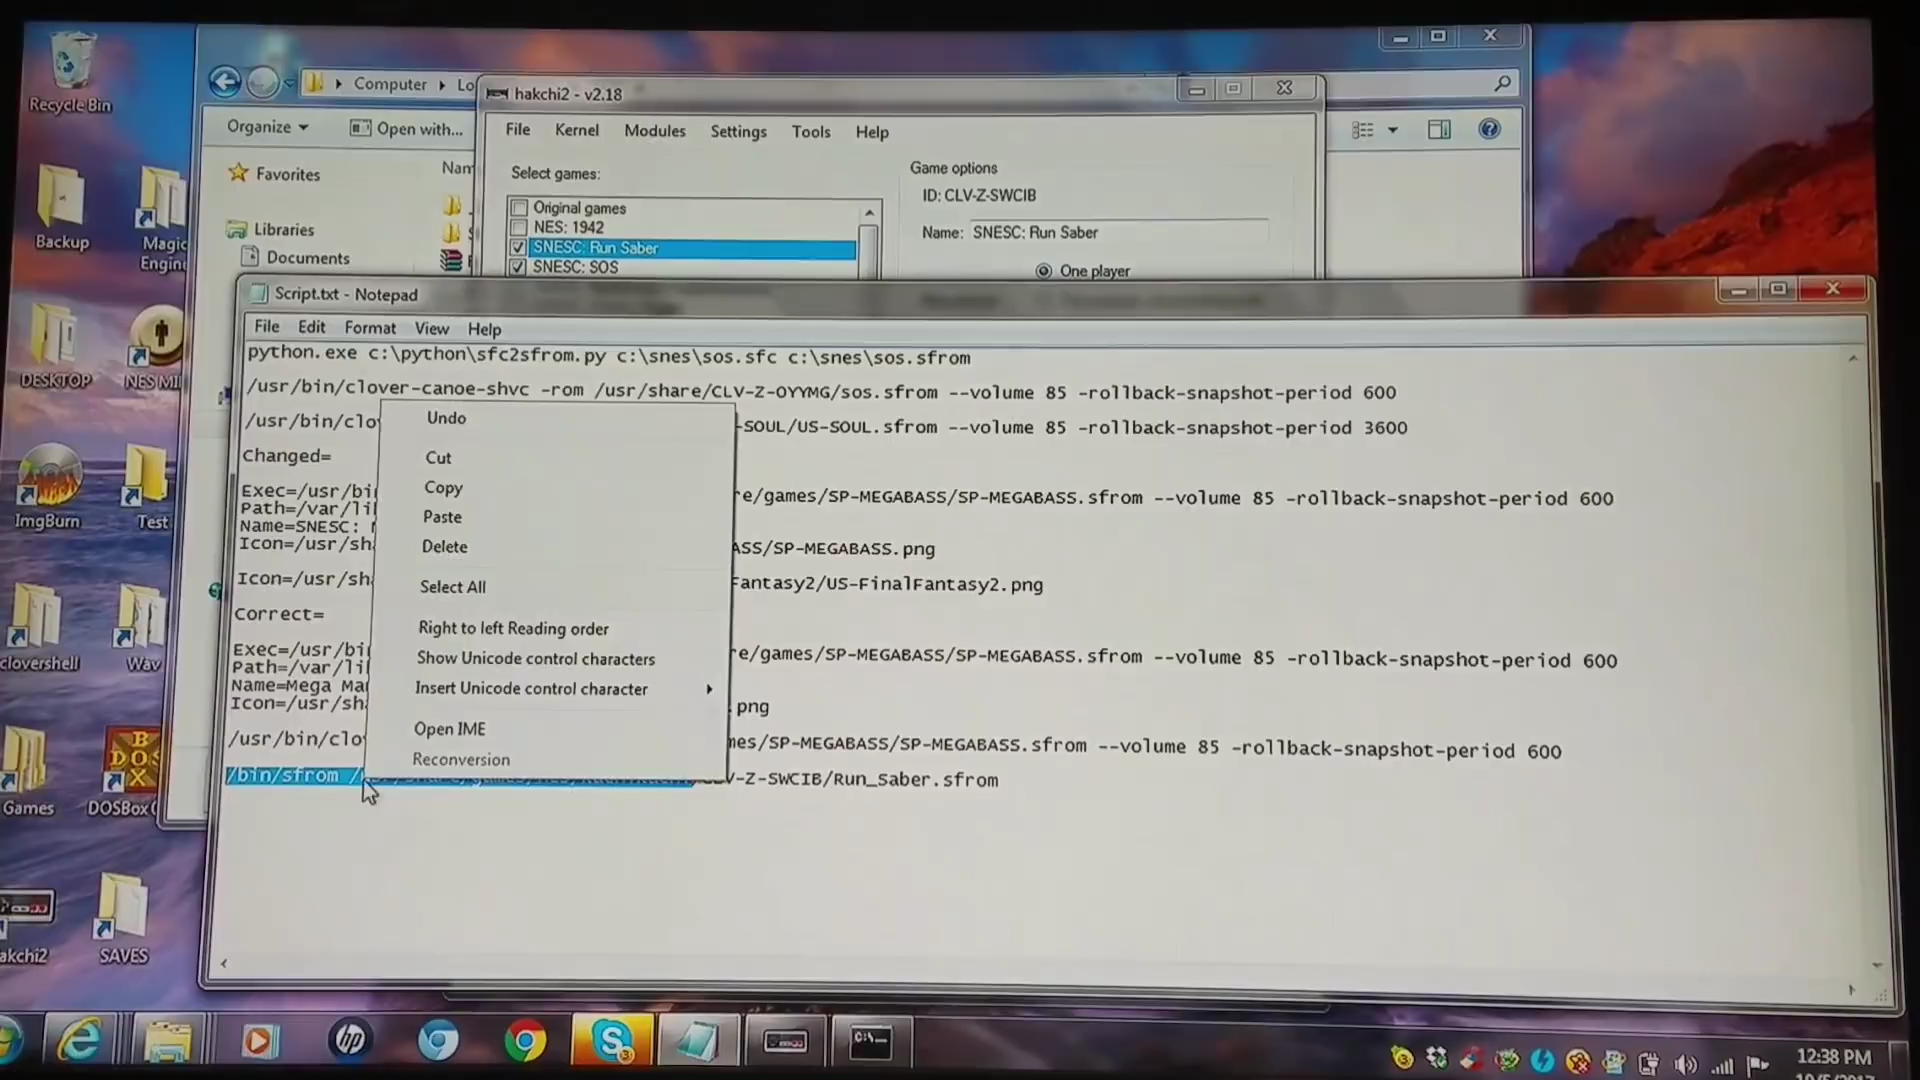 Recycle Bin
Backup
Magic
Engine
DESKTOP
NES MI
ImgBurn
Test
clovershell
Wav
Games
DOSBox
akchi2
SAVES
Computer
Lo
Organize
Open with...
Favorites
Libraries
Documents
hakchi2 - v2.18
File Kernel Modules Settings Tools Help
Select games:
Original games
NES: 1942
SNESC: Run Saber
SNESC: SOS
Game options
ID: CLV-Z-SWCIB
Name: SNESC: Run Saber
One player
Script.txt - Notepad
File Edit Format View Help
python.exe c:\python\sfc2sfrom.py c:\snes\sos.sfc c:\snes\sos.sfrom
/usr/bin/clover-canoe-shvc -rom /usr/share/CLV-Z-OYYMG/sos.sfrom --volume 85 -rollback-snapshot-period 600
/usr/bin/clo -SOUL/US-SOUL.sfrom --volume 85 -rollback-snapshot-period 3600
Changed=
Exec=/usr/bi re/games/SP-MEGABASS/SP-MEGABASS.sfrom --volume 85 -rollback-snapshot-period 600
Path=/var/li
Name=SNESC:
Icon=/usr/sh ASS/SP-MEGABASS.png
Icon=/usr/sh Fantasy2/US-FinalFantasy2.png
Correct=
Exec=/usr/bi re/games/SP-MEGABASS/SP-MEGABASS.sfrom --volume 85 -rollback-snapshot-period 600
Path=/var/li
Name=Mega Ma
Icon=/usr/sh .png
/usr/bin/clo mes/SP-MEGABASS/SP-MEGABASS.sfrom --volume 85 -rollback-snapshot-period 600
/bin/sfrom / V-Z-SWCIB/Run_Saber.sfrom
Undo
Cut
Copy
Paste
Delete
Select All
Right to left Reading order
Show Unicode control characters
Insert Unicode control character
Open IME
Reconversion
12:38 PM